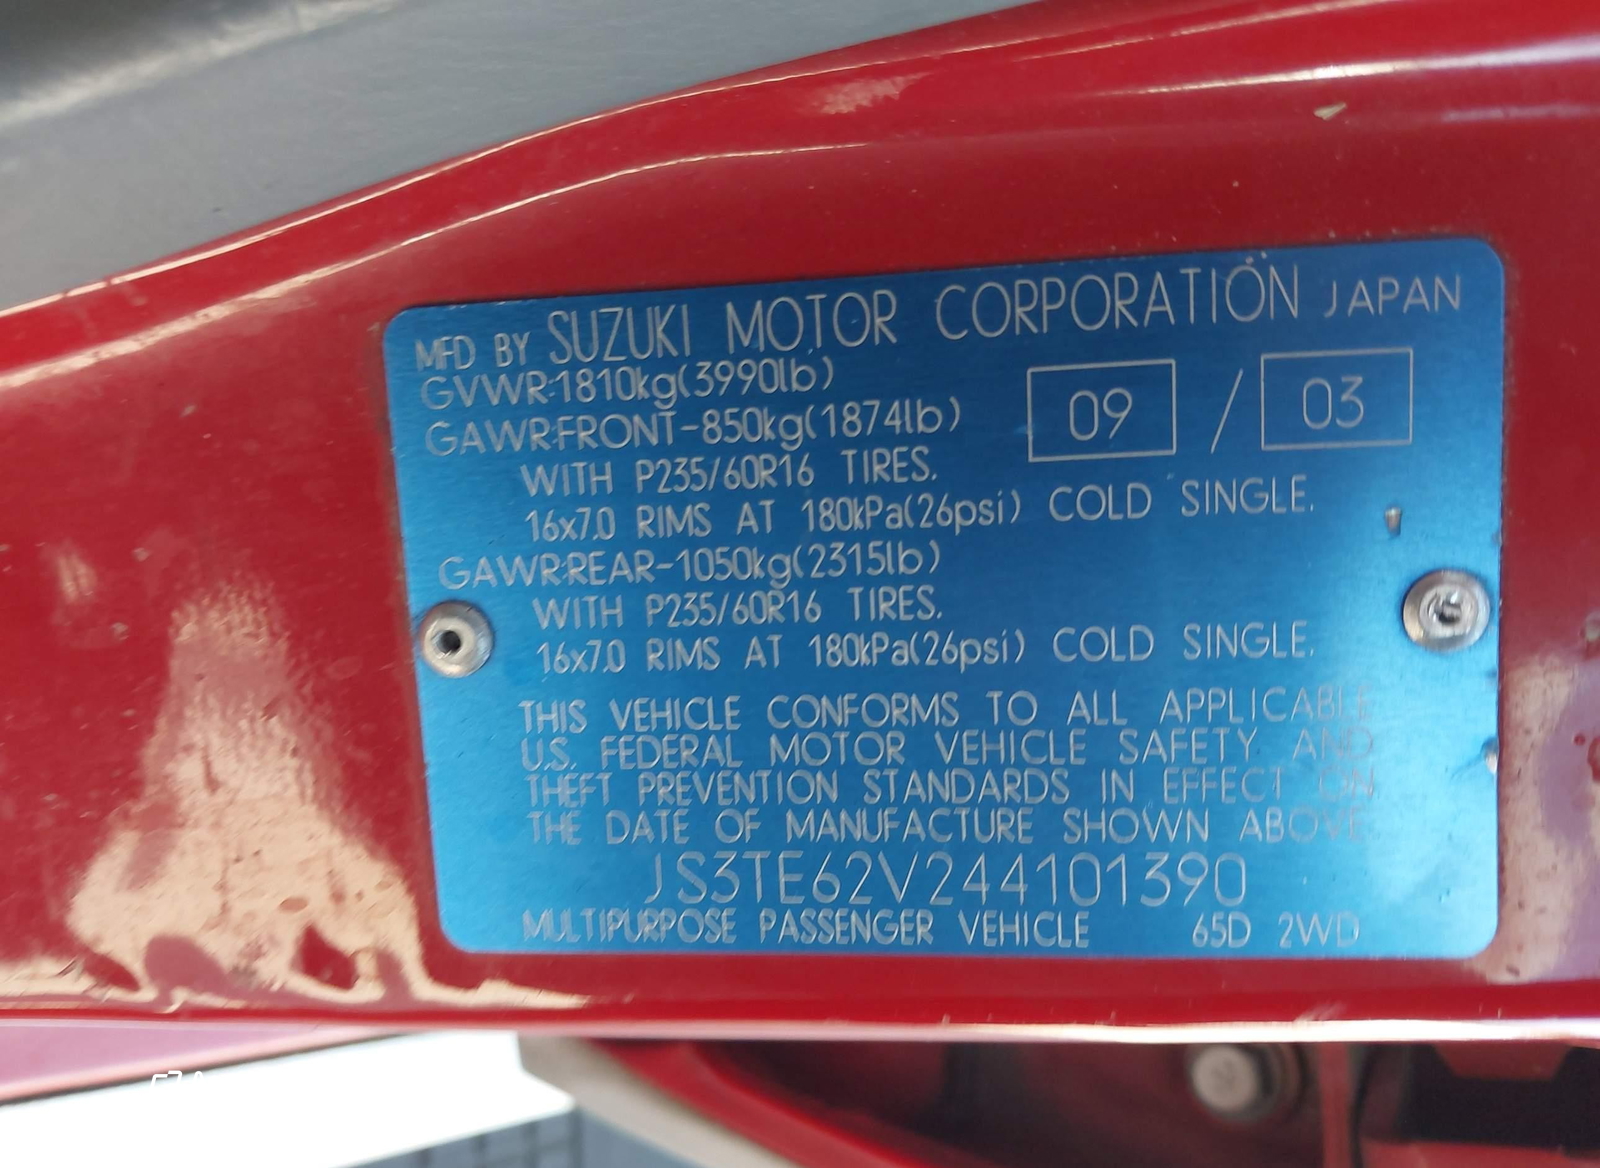 MFD BY SUZUKI MOTOR CORPORATION JAPAN
GVWR:1810kg(3990lb)
09 / 03
GAWR:FRONT-850kg(1874lb)
WITH P235/60R16 TIRES.
16x7.0 RIMS AT 180kPa(26psi) COLD SINGLE.
GAWR:REAR-1050kg(2315lb)
WITH P235/60R16 TIRES.
16x7.0 RIMS AT 180kPa(26psi) COLD SINGLE.
THIS VEHICLE CONFORMS TO ALL APPLICABLE
U.S. FEDERAL MOTOR VEHICLE SAFETY AND
THEFT PREVENTION STANDARDS IN EFFECT ON
THE DATE OF MANUFACTURE SHOWN ABOVE.
JS3TE62V244101390
MULTIPURPOSE PASSENGER VEHICLE 65D 2WD